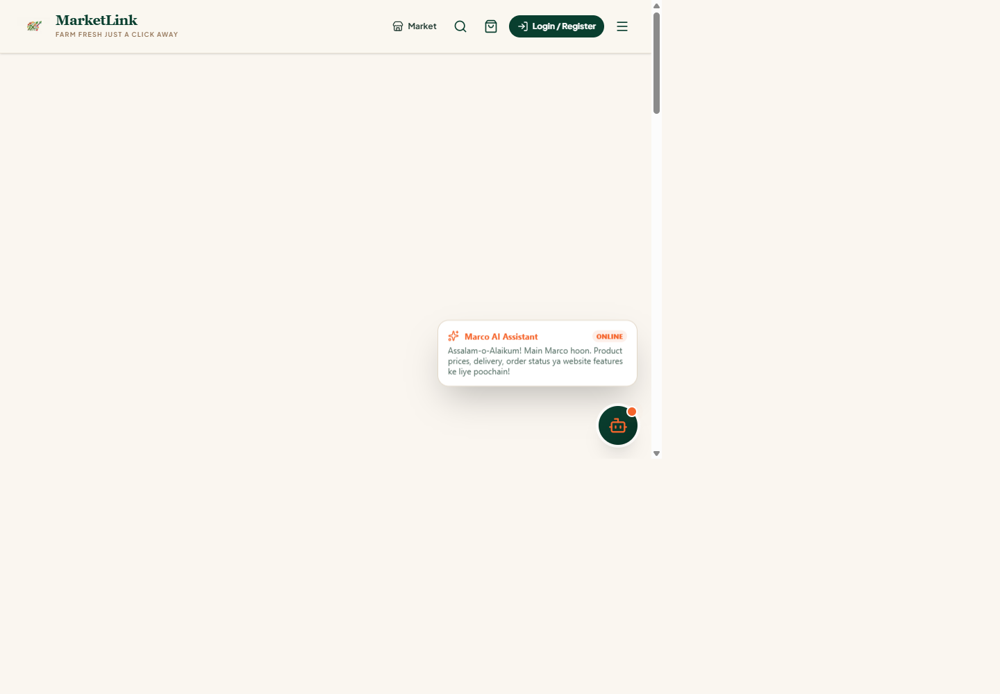 MarketLink
FARM FRESH JUST A CLICK AWAY
Market
Login / Register
Marco AI Assistant
ONLINE
Assalam-o-Alaikum! Main Marco hoon. Product
prices, delivery, order status ya website features
ke liye poochain!